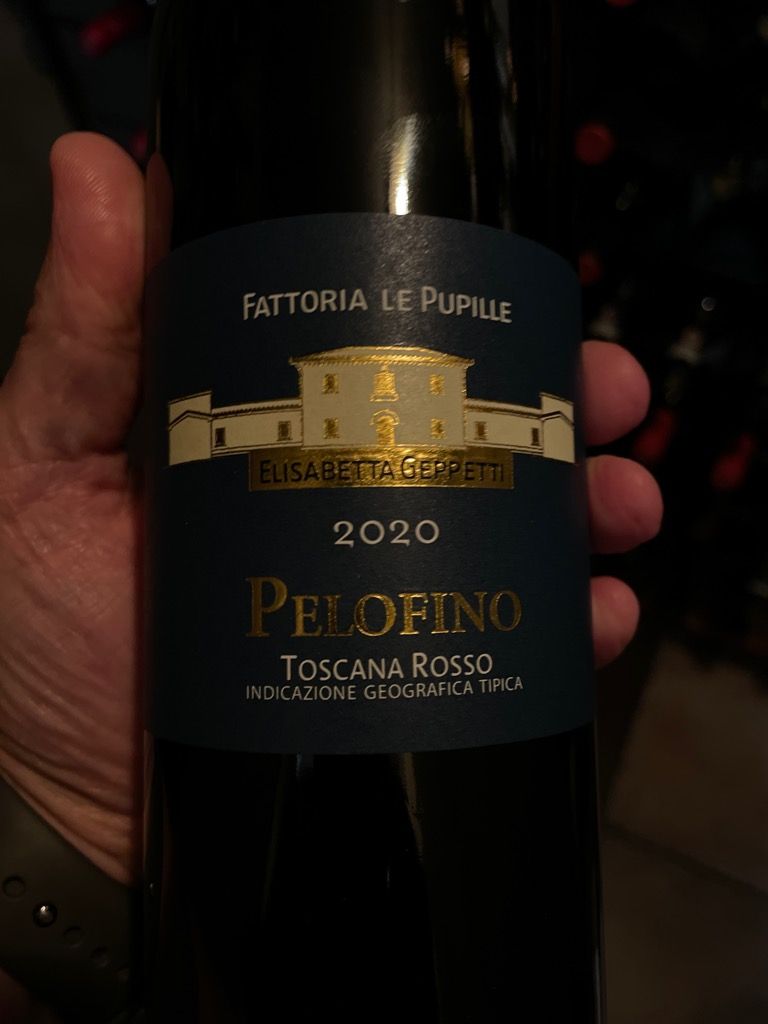 FATTORIA LE PUPILLE
ELISABETTA GEPPETTI
2020
PELOFINO
TOSCANA ROSSO
INDICAZIONE GEOGRAFICA TIPICA